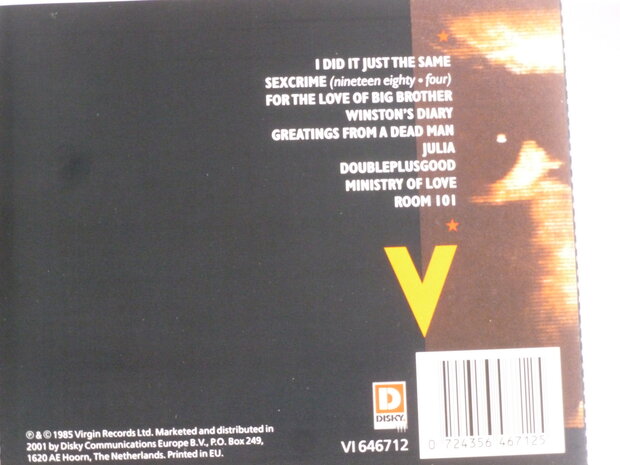 I DID IT JUST THE SAME
SEXCRIME (nineteen eighty • four)
FOR THE LOVE OF BIG BROTHER
WINSTON'S DIARY
GREATINGS FROM A DEAD MAN
JULIA
DOUBLEPLUSGOOD
MINISTRY OF LOVE
ROOM 101
V
D
DISKY.
℗ & © 1985 Virgin Records Ltd. Marketed and distributed in
2001 by Disky Communications Europe B.V., P.O. Box 249,
1620 AE Hoorn, The Netherlands. Printed in EU.
VI 646712
0 724356 467125